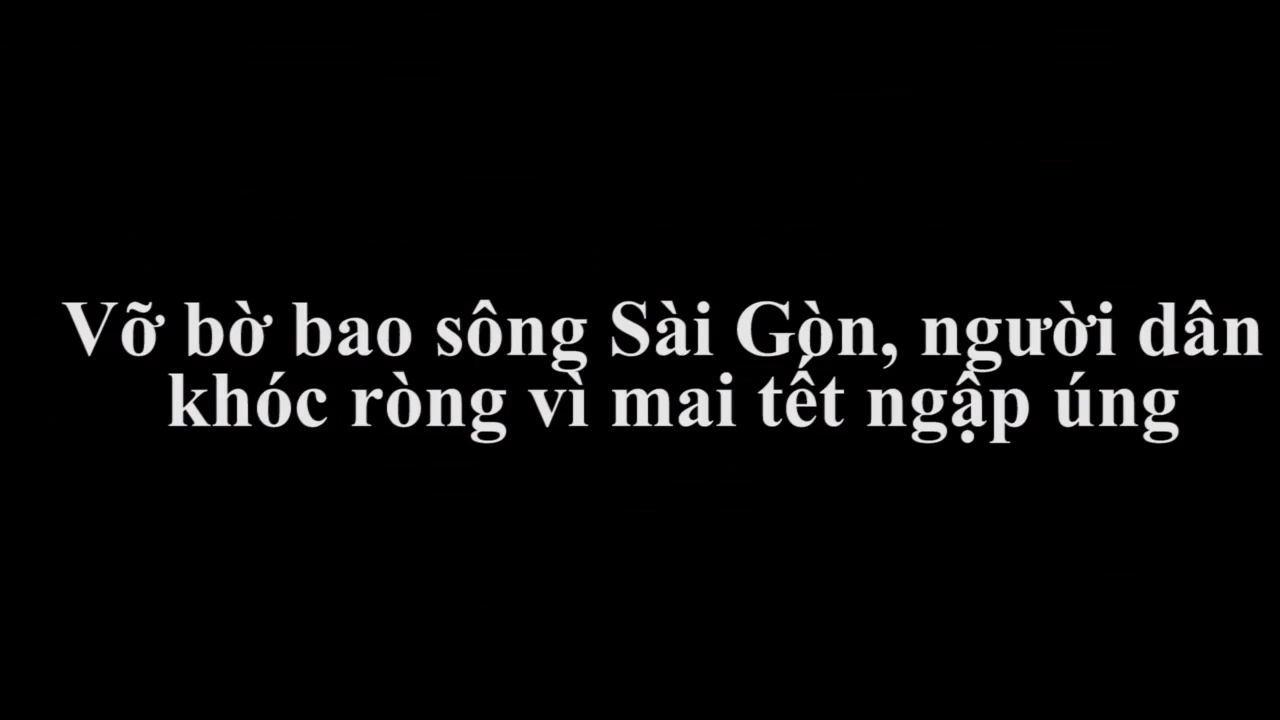 Vỡ bờ bao sông Sài Gòn, người dân
khóc ròng vì mai tết ngập úng